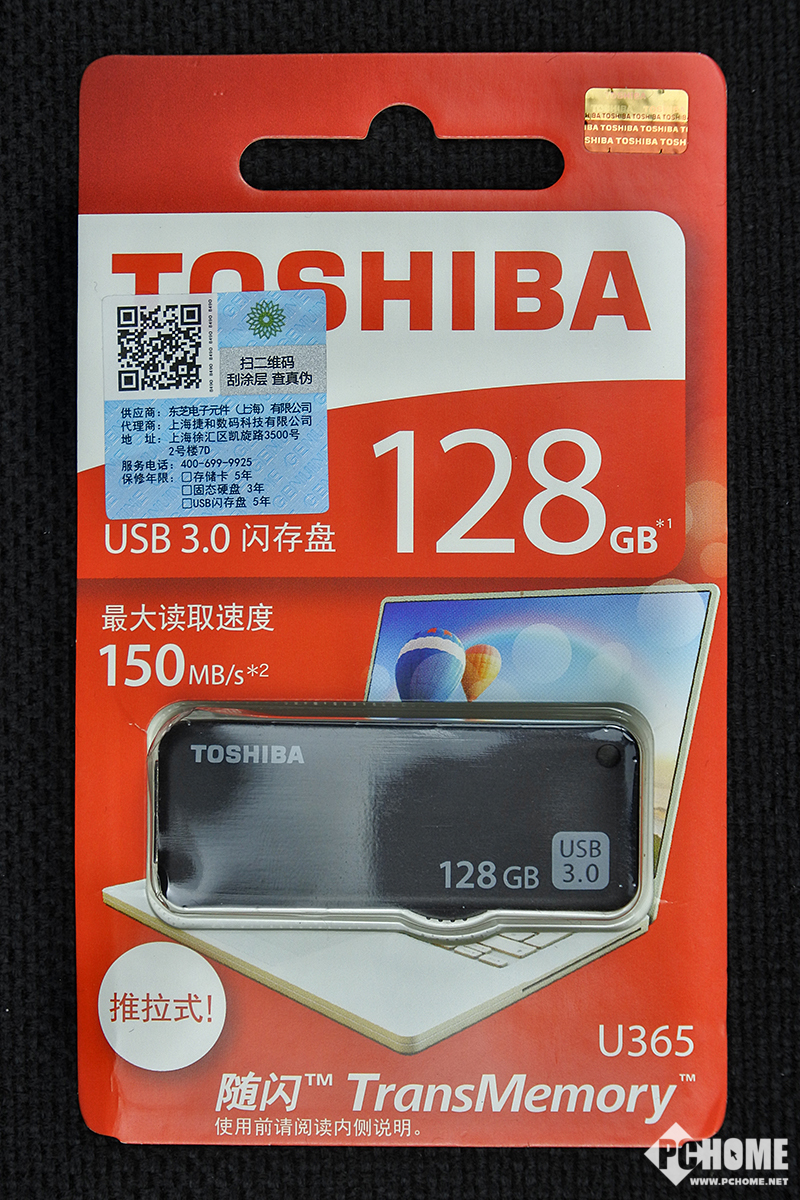 BA TOSHIBA TOSHIBA TOSHIB
IBA TOSHIBA TOSHIBA T
SHIBA TOSHIBA TOSH
TOSHIBA
扫二维码
刮涂层 查真伪
供应商：东芝电子元件（上海）有限公司
代理商：上海捷和数码科技有限公司
地　址：上海徐汇区凯旋路3500号
2号楼7D
服务电话：400-699-9925
保修年限：□存储卡 5年
□固态硬盘 3年
□USB闪存盘 5年
128GB*1
USB 3.0 闪存盘
最大读取速度
150MB/s*2
TOSHIBA
128 GB
USB
3.0
推拉式!
U365
随闪™ TransMemory™
使用前请阅读内侧说明。
PCHOME
WWW.PCHOME.NET